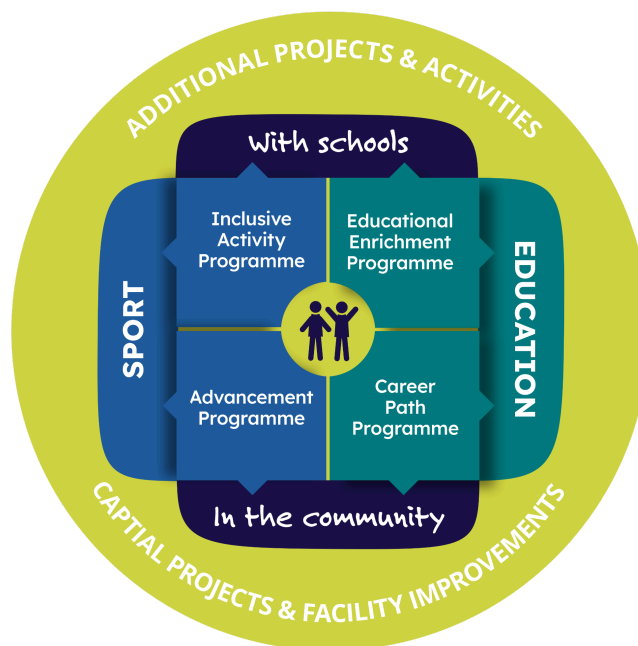 ADDITIONAL PROJECTS & ACTIVITIES
With schools
SPORT
Inclusive
Activity
Programme
Educational
Enrichment
Programme
EDUCATION
Advancement
Programme
Career
Path
Programme
In the community
CAPTIAL PROJECTS & FACILITY IMPROVEMENTS